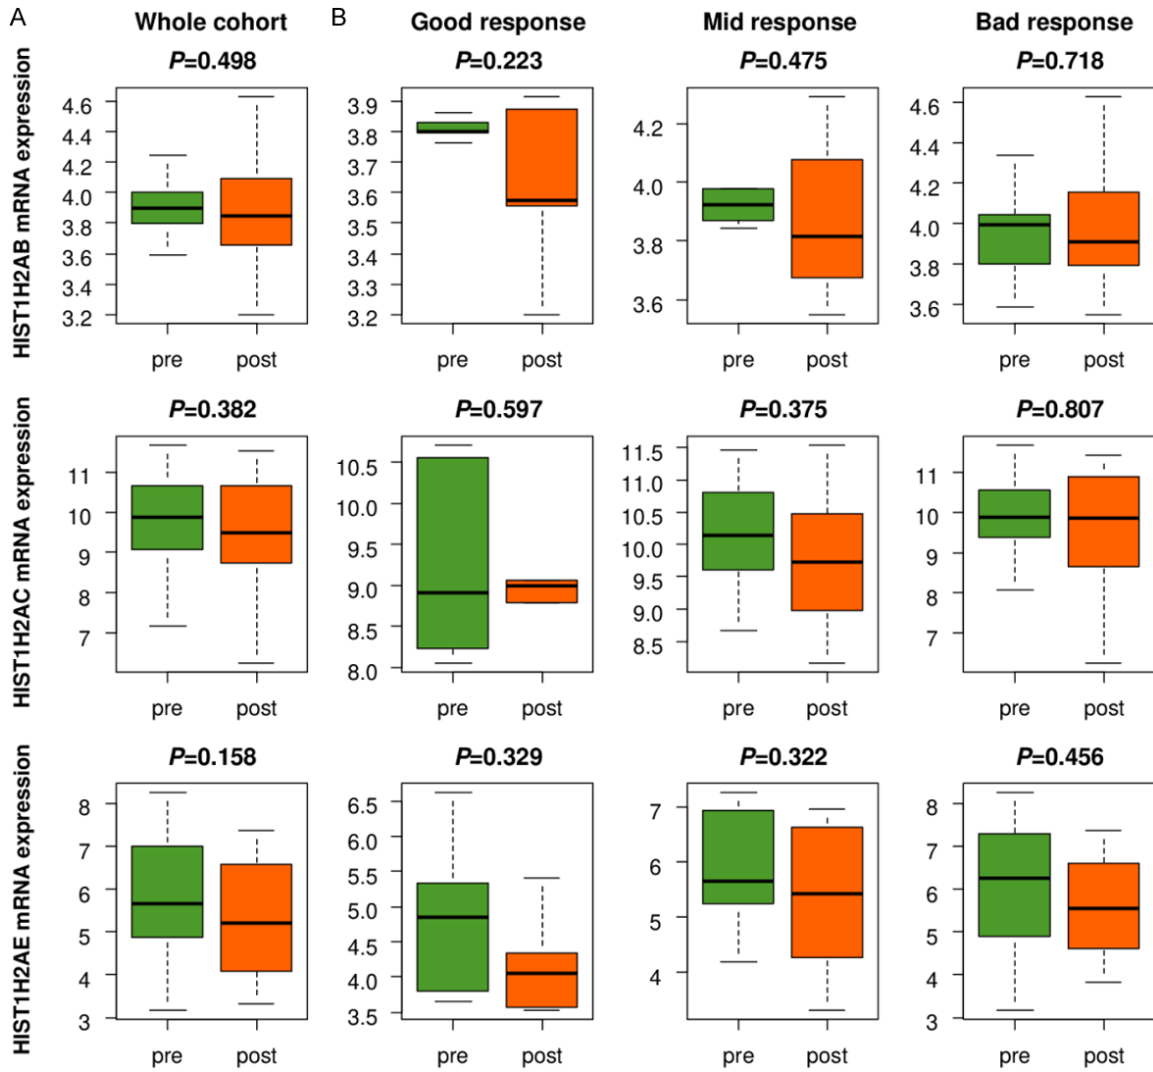 A
B
Whole cohort
Good response
Mid response
Bad response
HIST1H2AB mRNA expression
P=0.498
4.6
4.4
4.2
4.0
3.8
3.6
3.4
3.2
pre
post
P=0.223
3.9
3.8
3.7
3.6
3.5
3.4
3.3
3.2
pre
post
P=0.475
4.2
4.0
3.8
3.6
pre
post
P=0.718
4.6
4.4
4.2
4.0
3.8
3.6
pre
post
HIST1H2AC mRNA expression
P=0.382
11
10
9
8
7
pre
post
P=0.597
10.5
10.0
9.5
9.0
8.5
8.0
pre
post
P=0.375
11.5
11.0
10.5
10.0
9.5
9.0
8.5
pre
post
P=0.807
11
10
9
8
7
pre
post
HIST1H2AE mRNA expression
P=0.158
8
7
6
5
4
3
pre
post
P=0.329
6.5
6.0
5.5
5.0
4.5
4.0
3.5
pre
post
P=0.322
7
6
5
4
pre
post
P=0.456
8
7
6
5
4
3
pre
post